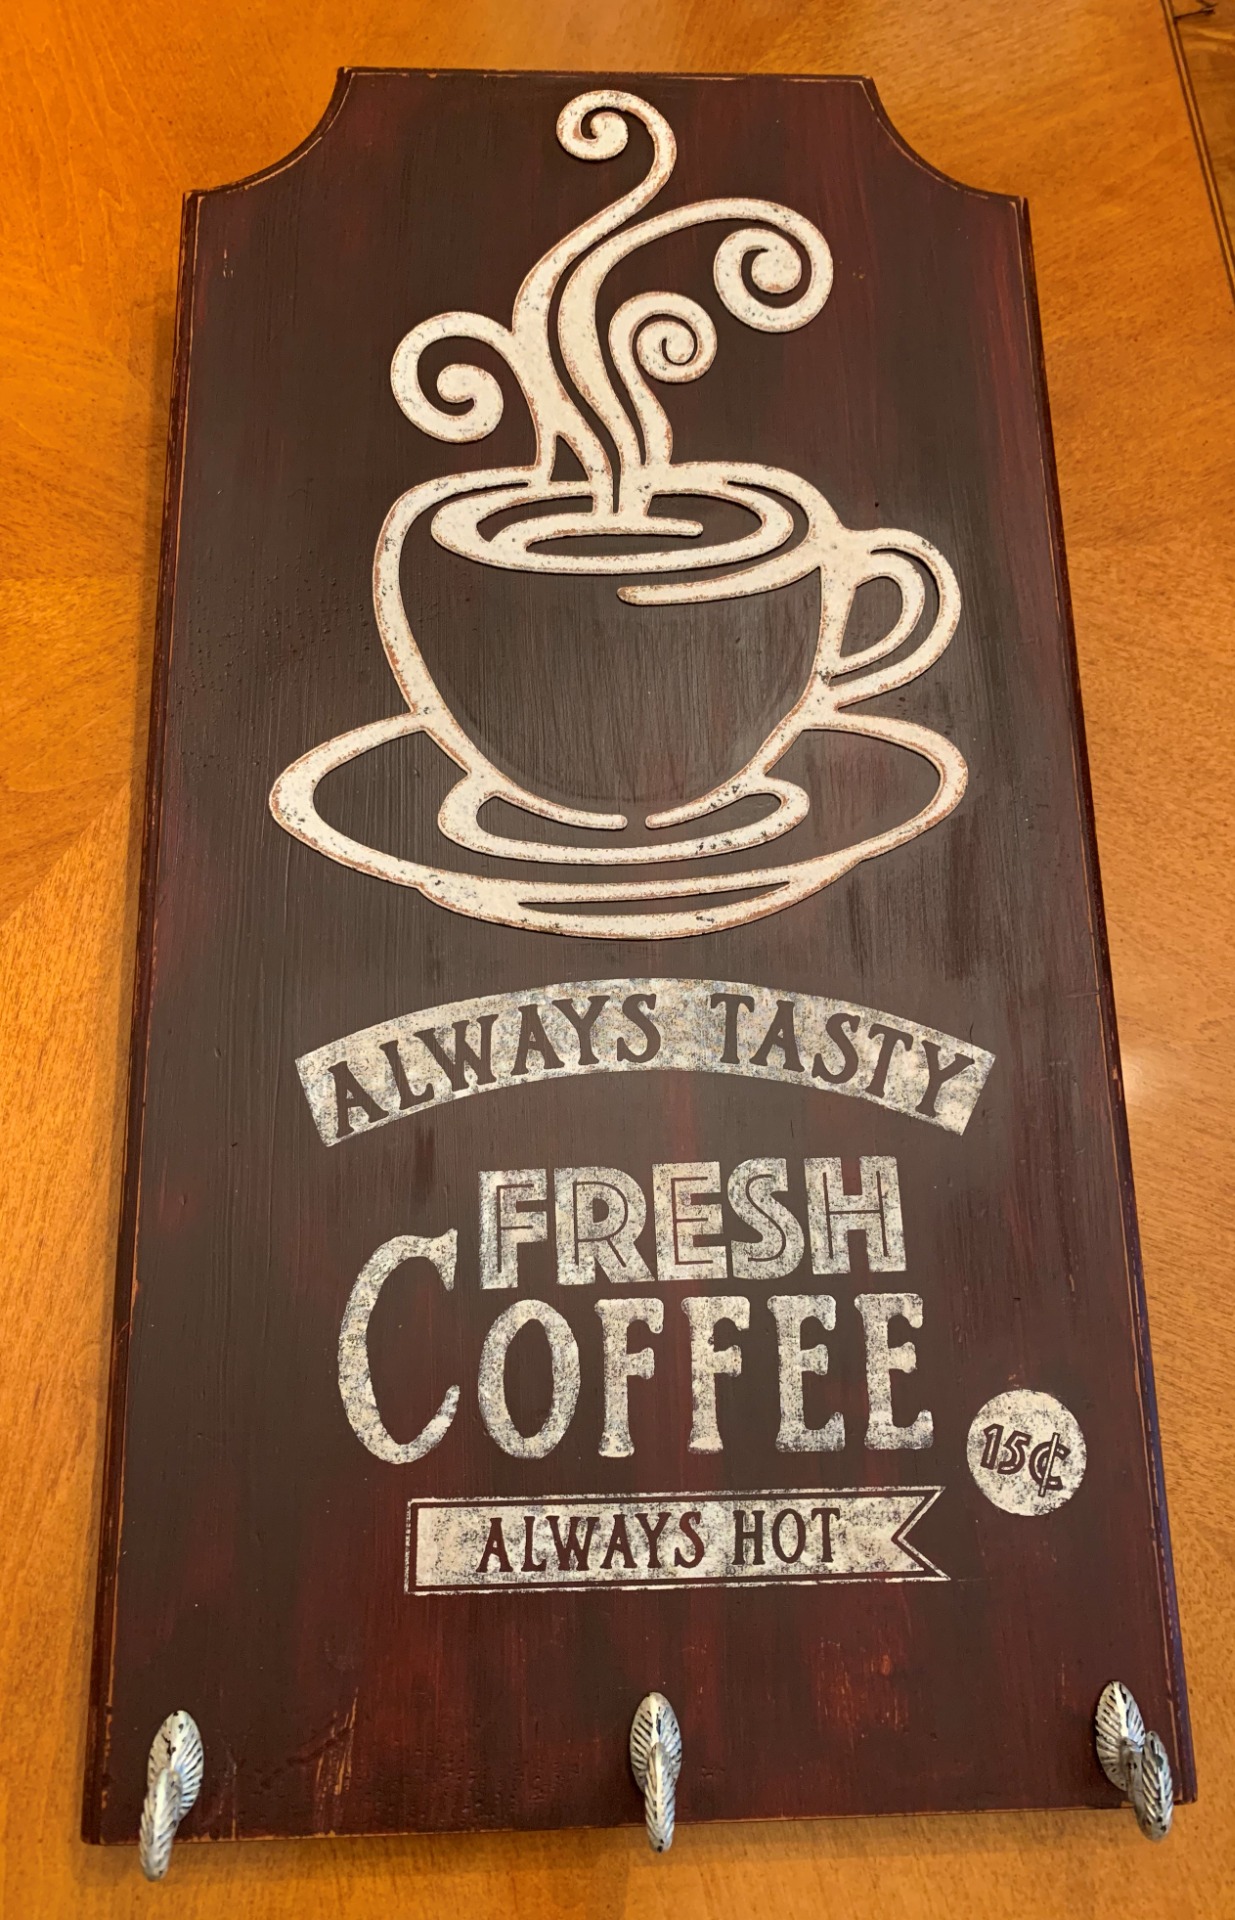 ALWAYS TASTY
FRESH
COFFEE
15¢
ALWAYS HOT